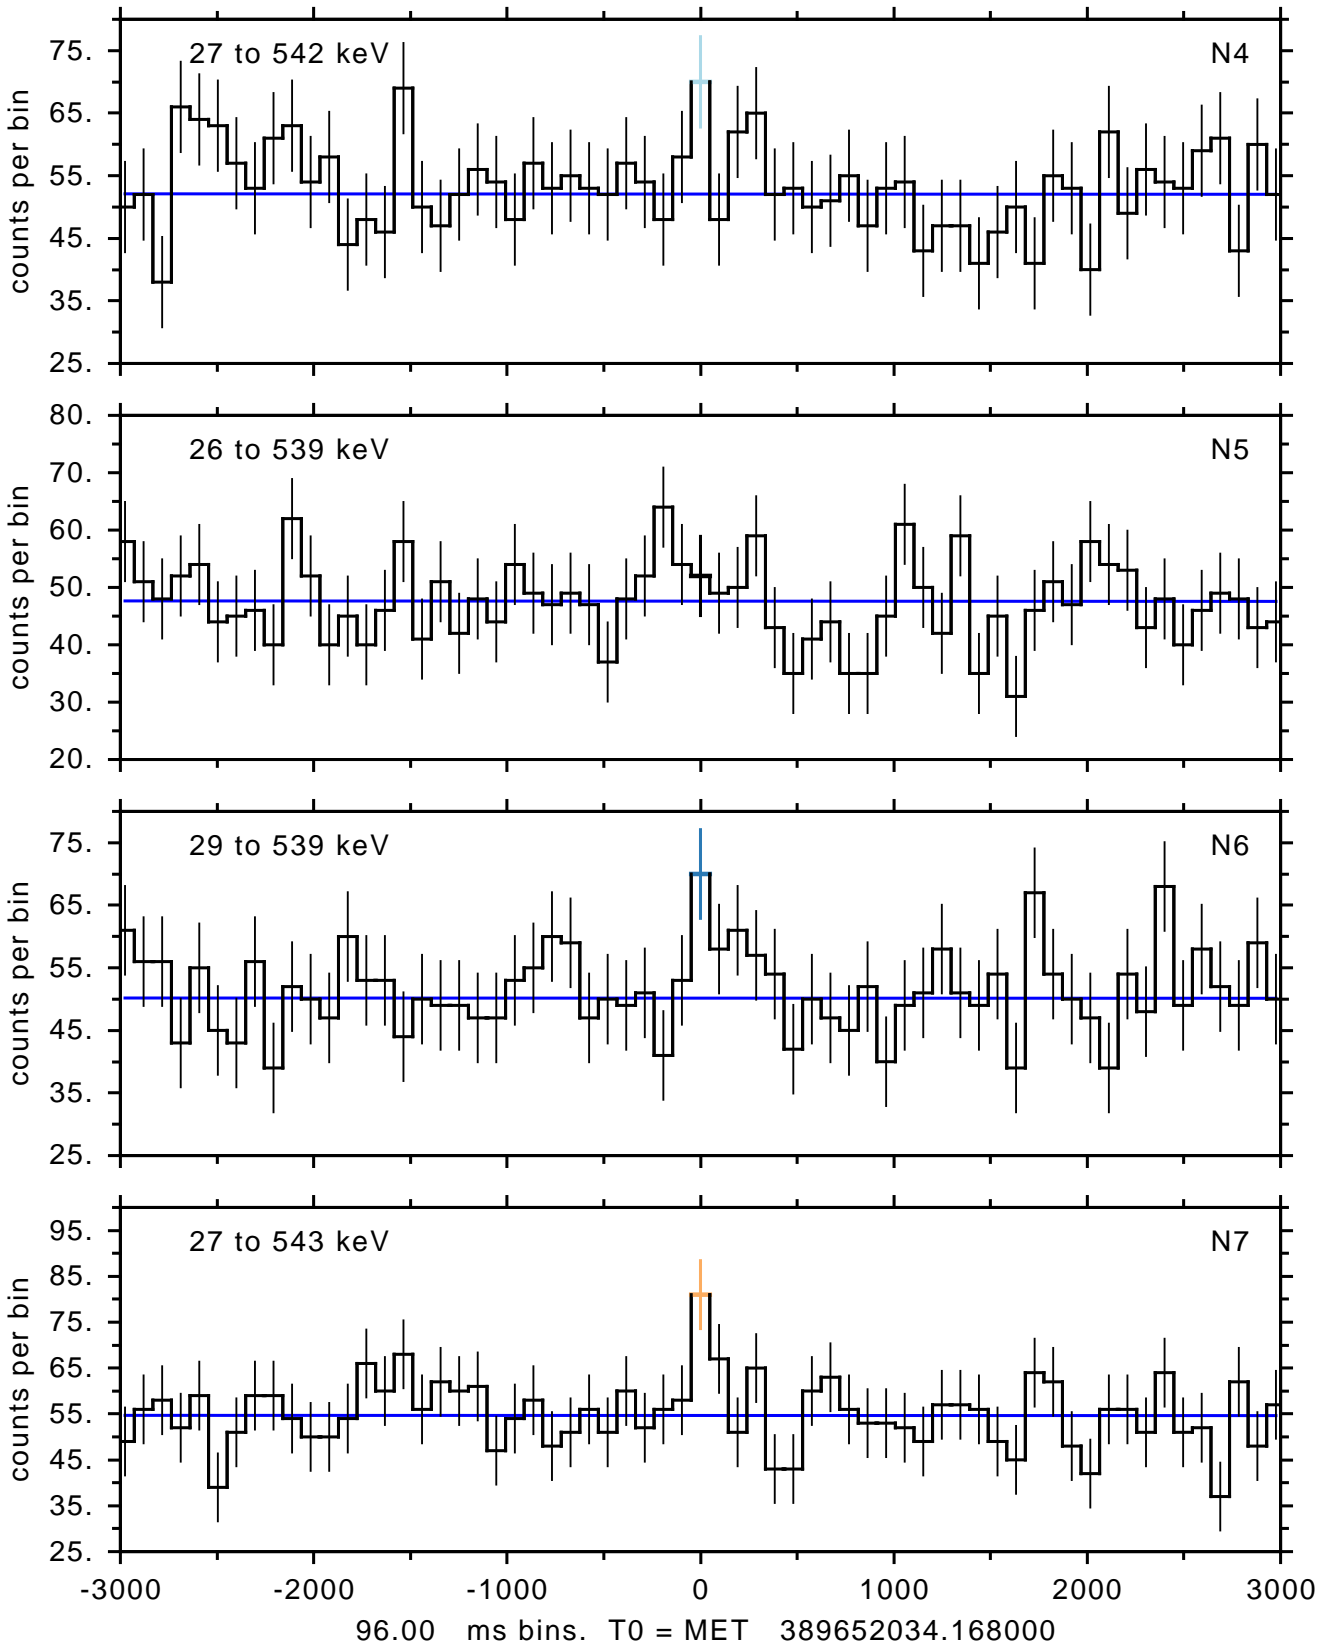 27 to 542 keV N4
75.
65.
55.
45.
35.
25.
counts per bin
26 to 539 keV N5
80.
70.
60.
50.
40.
30.
20.
counts per bin
29 to 539 keV N6
75.
65.
55.
45.
35.
25.
counts per bin
27 to 543 keV N7
95.
85.
75.
65.
55.
45.
35.
25.
counts per bin
-3000 -2000 -1000 0 1000 2000 3000
96.00 ms bins. T0 = MET 389652034.168000